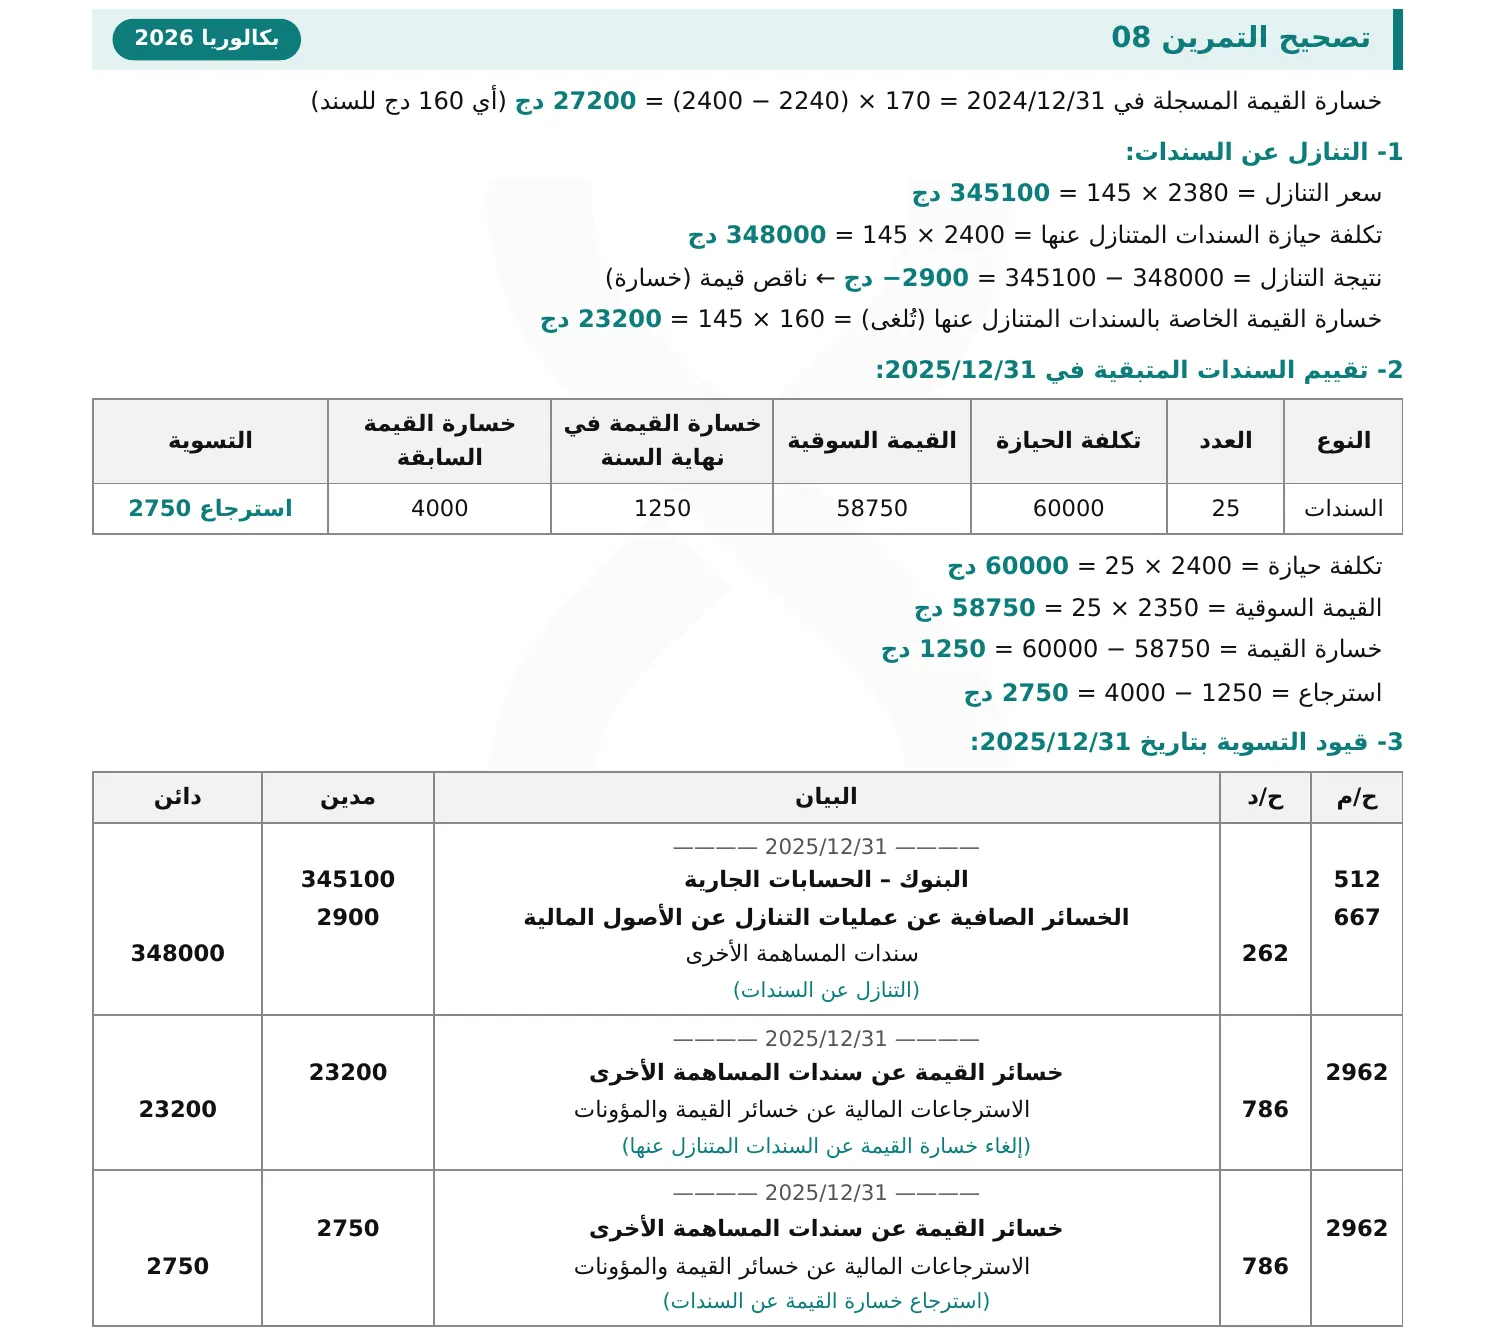 تصحيح التمرين 08
بكالوريا 2026
خسارة القيمة المسجلة في 2024/12/31 = 170 × (2240 − 2400) = 27200 دج (أي 160 دج للسند)
1- التنازل عن السندات:
سعر التنازل = 2380 × 145 = 345100 دج
تكلفة حيازة السندات المتنازل عنها = 2400 × 145 = 348000 دج
نتيجة التنازل = 348000 − 345100 = −2900 دج ← ناقص قيمة (خسارة)
خسارة القيمة الخاصة بالسندات المتنازل عنها (تُلغى) = 160 × 145 = 23200 دج
2- تقييم السندات المتبقية في 2025/12/31:
النوع | العدد | تكلفة الحيازة | القيمة السوقية | خسارة القيمة في نهاية السنة | خسارة القيمة السابقة | التسوية
السندات | 25 | 60000 | 58750 | 1250 | 4000 | استرجاع 2750
تكلفة حيازة = 2400 × 25 = 60000 دج
القيمة السوقية = 2350 × 25 = 58750 دج
خسارة القيمة = 58750 − 60000 = 1250 دج
استرجاع = 1250 − 4000 = 2750 دج
3- قيود التسوية بتاريخ 2025/12/31:
ح/م | ح/د | البيان | مدين | دائن
———— 2025/12/31 ————
512 البنوك – الحسابات الجارية 345100
667 الخسائر الصافية عن عمليات التنازل عن الأصول المالية 2900
262 سندات المساهمة الأخرى 348000
(التنازل عن السندات)
———— 2025/12/31 ————
2962 خسائر القيمة عن سندات المساهمة الأخرى 23200
786 الاسترجاعات المالية عن خسائر القيمة والمؤونات 23200
(إلغاء خسارة القيمة عن السندات المتنازل عنها)
———— 2025/12/31 ————
2962 خسائر القيمة عن سندات المساهمة الأخرى 2750
786 الاسترجاعات المالية عن خسائر القيمة والمؤونات 2750
(استرجاع خسارة القيمة عن السندات)